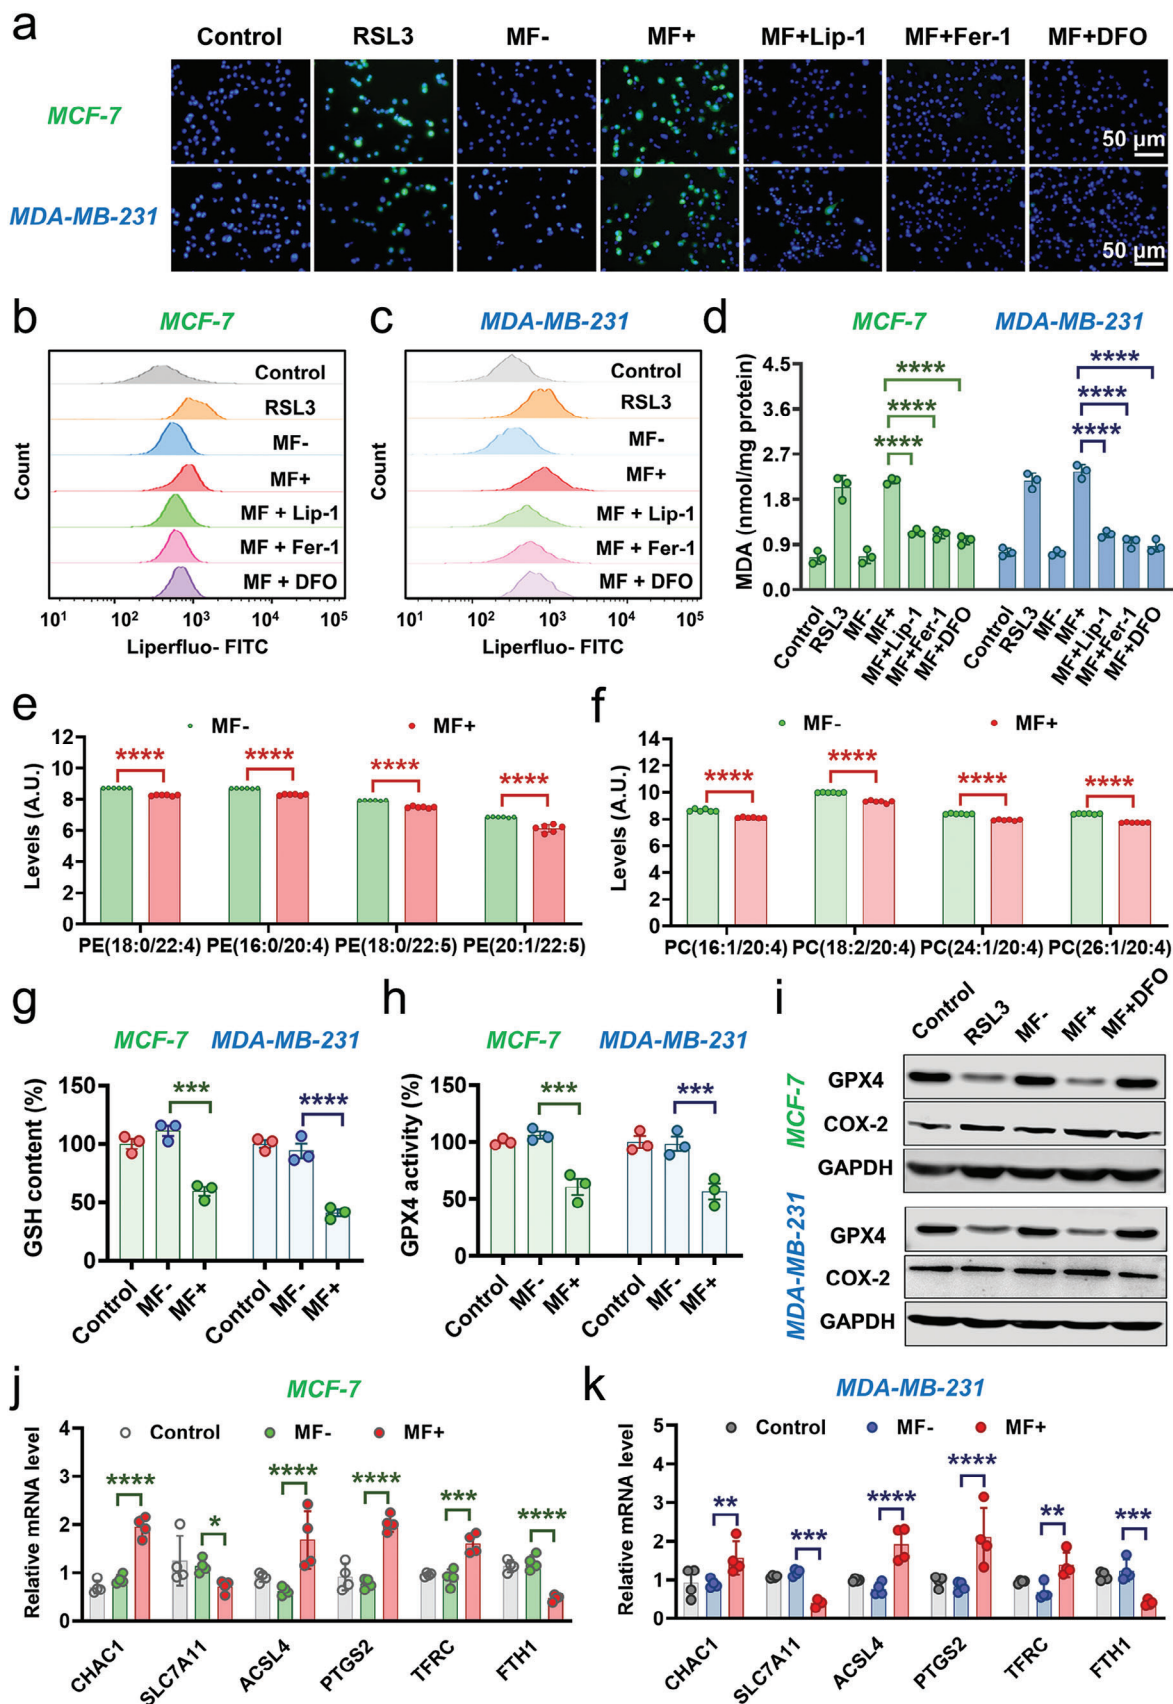 a
Control RSL3 MF- MF+ MF+Lip-1 MF+Fer-1 MF+DFO
MCF-7
50 μm
MDA-MB-231
50 μm
b MCF-7
Control
RSL3
MF-
MF+
MF + Lip-1
MF + Fer-1
MF + DFO
Count
10¹ 10² 10³ 10⁴ 10⁵
Liperfluo- FITC
c MDA-MB-231
Control
RSL3
MF-
MF+
MF + Lip-1
MF + Fer-1
MF + DFO
Count
10¹ 10² 10³ 10⁴ 10⁵
Liperfluo- FITC
d MCF-7 MDA-MB-231
MDA (nmol/mg protein)
4.5
3.6
2.7
1.8
0.9
0.0
**** ****
**** ****
**** ****
Control RSL3 MF- MF+ MF+Lip-1 MF+Fer-1 MF+DFO Control RSL3 MF- MF+ MF+Lip-1 MF+Fer-1 MF+DFO
e
MF- MF+
Levels (A.U.)
12
10
8
6
4
2
0
**** **** **** ****
PE(18:0/22:4) PE(16:0/20:4) PE(18:0/22:5) PE(20:1/22:5)
f
MF- MF+
Levels (A.U.)
14
12
10
8
6
4
2
0
**** **** **** ****
PC(16:1/20:4) PC(18:2/20:4) PC(24:1/20:4) PC(26:1/20:4)
g
MCF-7 MDA-MB-231
GSH content (%)
150
100
50
0
*** ****
Control MF- MF+ Control MF- MF+
h
MCF-7 MDA-MB-231
GPX4 activity (%)
150
100
50
0
*** ***
Control MF- MF+ Control MF- MF+
i
Control RSL3 MF- MF+ MF+DFO
MCF-7
GPX4
COX-2
GAPDH
MDA-MB-231
GPX4
COX-2
GAPDH
j MCF-7
Control MF- MF+
Relative mRNA level
4
3
2
1
0
**** * **** **** *** ****
CHAC1 SLC7A11 ACSL4 PTGS2 TFRC FTH1
k MDA-MB-231
Control MF- MF+
Relative mRNA level
5
4
3
2
1
0
** *** **** **** ** ***
CHAC1 SLC7A11 ACSL4 PTGS2 TFRC FTH1